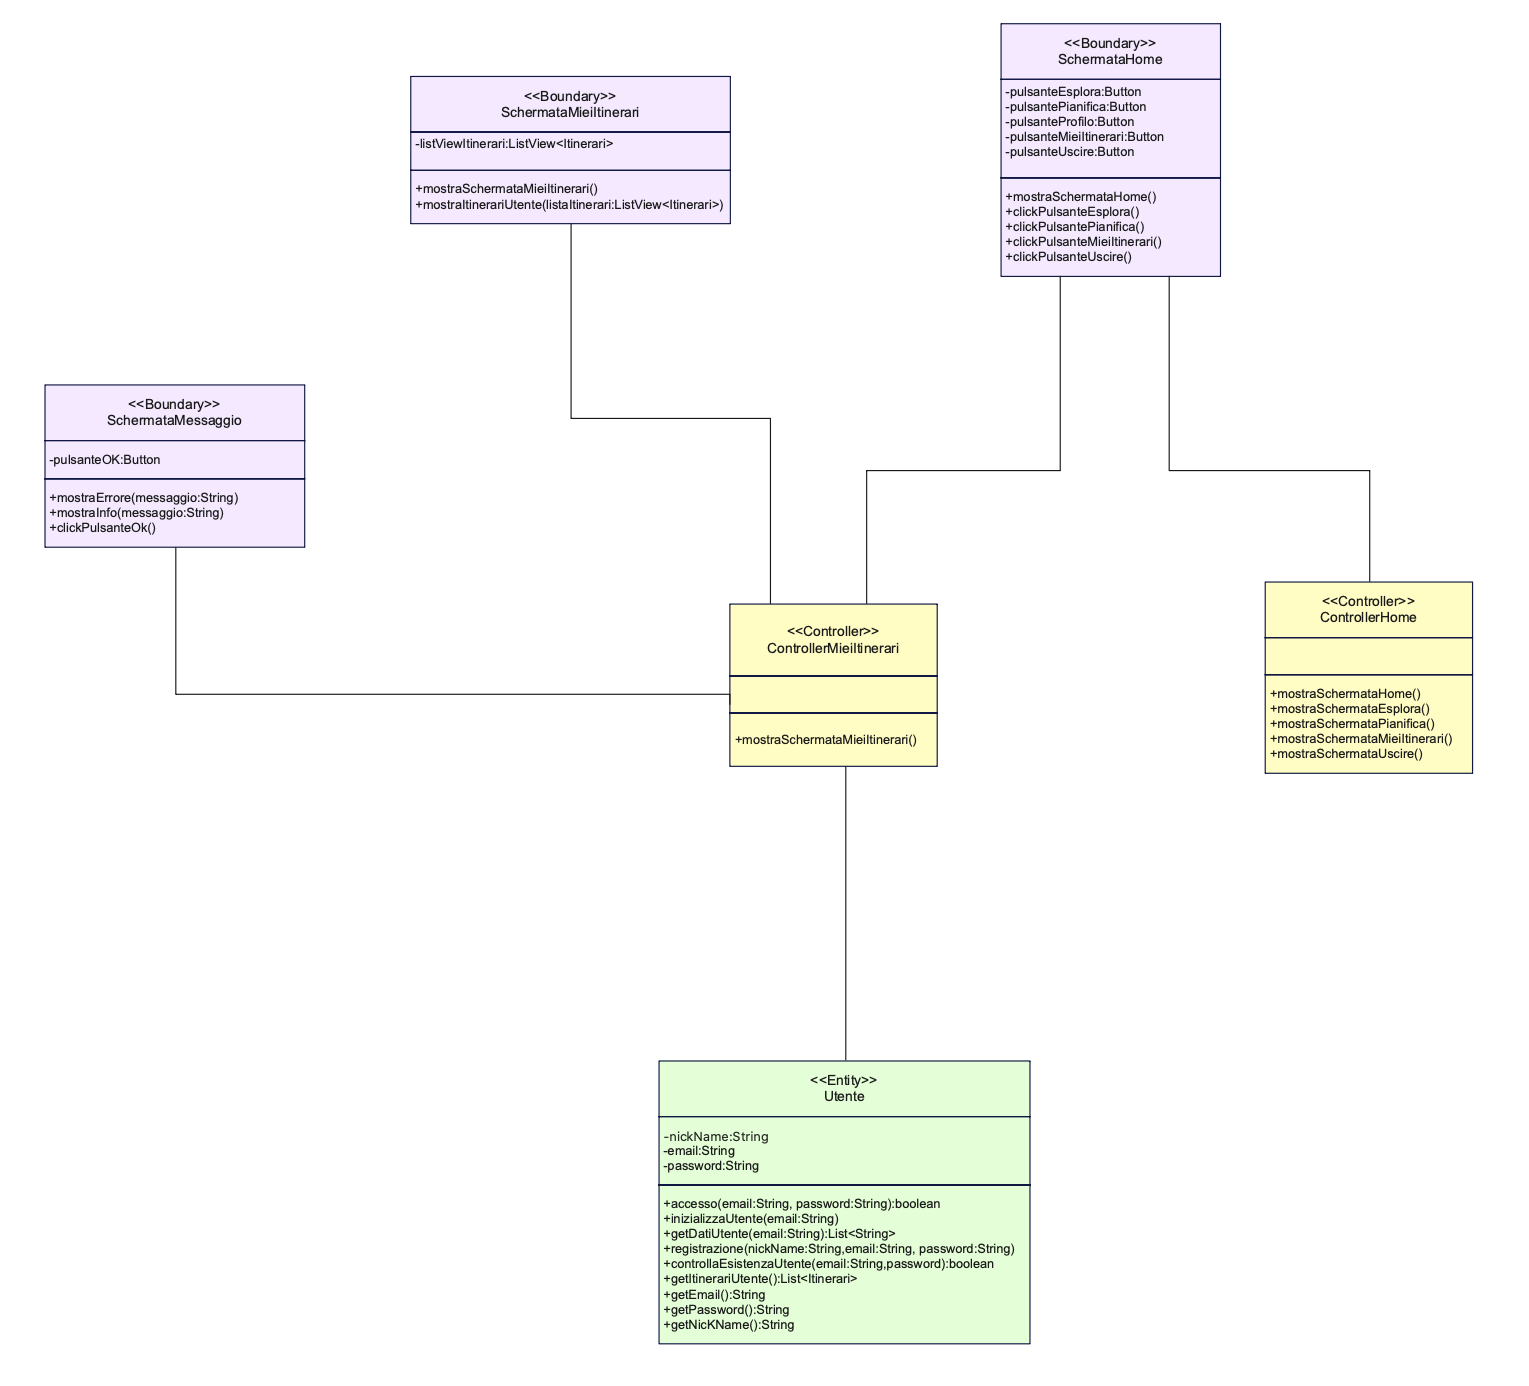 <<Boundary>>
SchermataHome
-pulsanteEsplora:Button
-pulsantePianifica:Button
-pulsanteProfilo:Button
-pulsanteMieiItinerari:Button
-pulsanteUscire:Button
+mostraSchermataHome()
+clickPulsanteEsplora()
+clickPulsantePianifica()
+clickPulsanteMieiItinerari()
+clickPulsanteUscire()
<<Boundary>>
SchermataMieiItinerari
-listViewItinerari:ListView<Itinerari>
+mostraSchermataMieiItinerari()
+mostraItinerariUtente(listaItinerari:ListView<Itinerari>)
<<Boundary>>
SchermataMessaggio
-pulsanteOK:Button
+mostraErrore(messaggio:String)
+mostraInfo(messaggio:String)
+clickPulsanteOk()
<<Controller>>
ControllerMieiItinerari
+mostraSchermataMieiItinerari()
<<Controller>>
ControllerHome
+mostraSchermataHome()
+mostraSchermataEsplora()
+mostraSchermataPianifica()
+mostraSchermataMieiItinerari()
+mostraSchermataUscire()
<<Entity>>
Utente
-nickName:String
-email:String
-password:String
+accesso(email:String, password:String):boolean
+inizializzaUtente(email:String)
+getDatiUtente(email:String):List<String>
+registrazione(nickName:String,email:String, password:String)
+controllaEsistenzaUtente(email:String,password):boolean
+getItinerariUtente():List<Itinerari>
+getEmail():String
+getPassword():String
+getNicKName():String